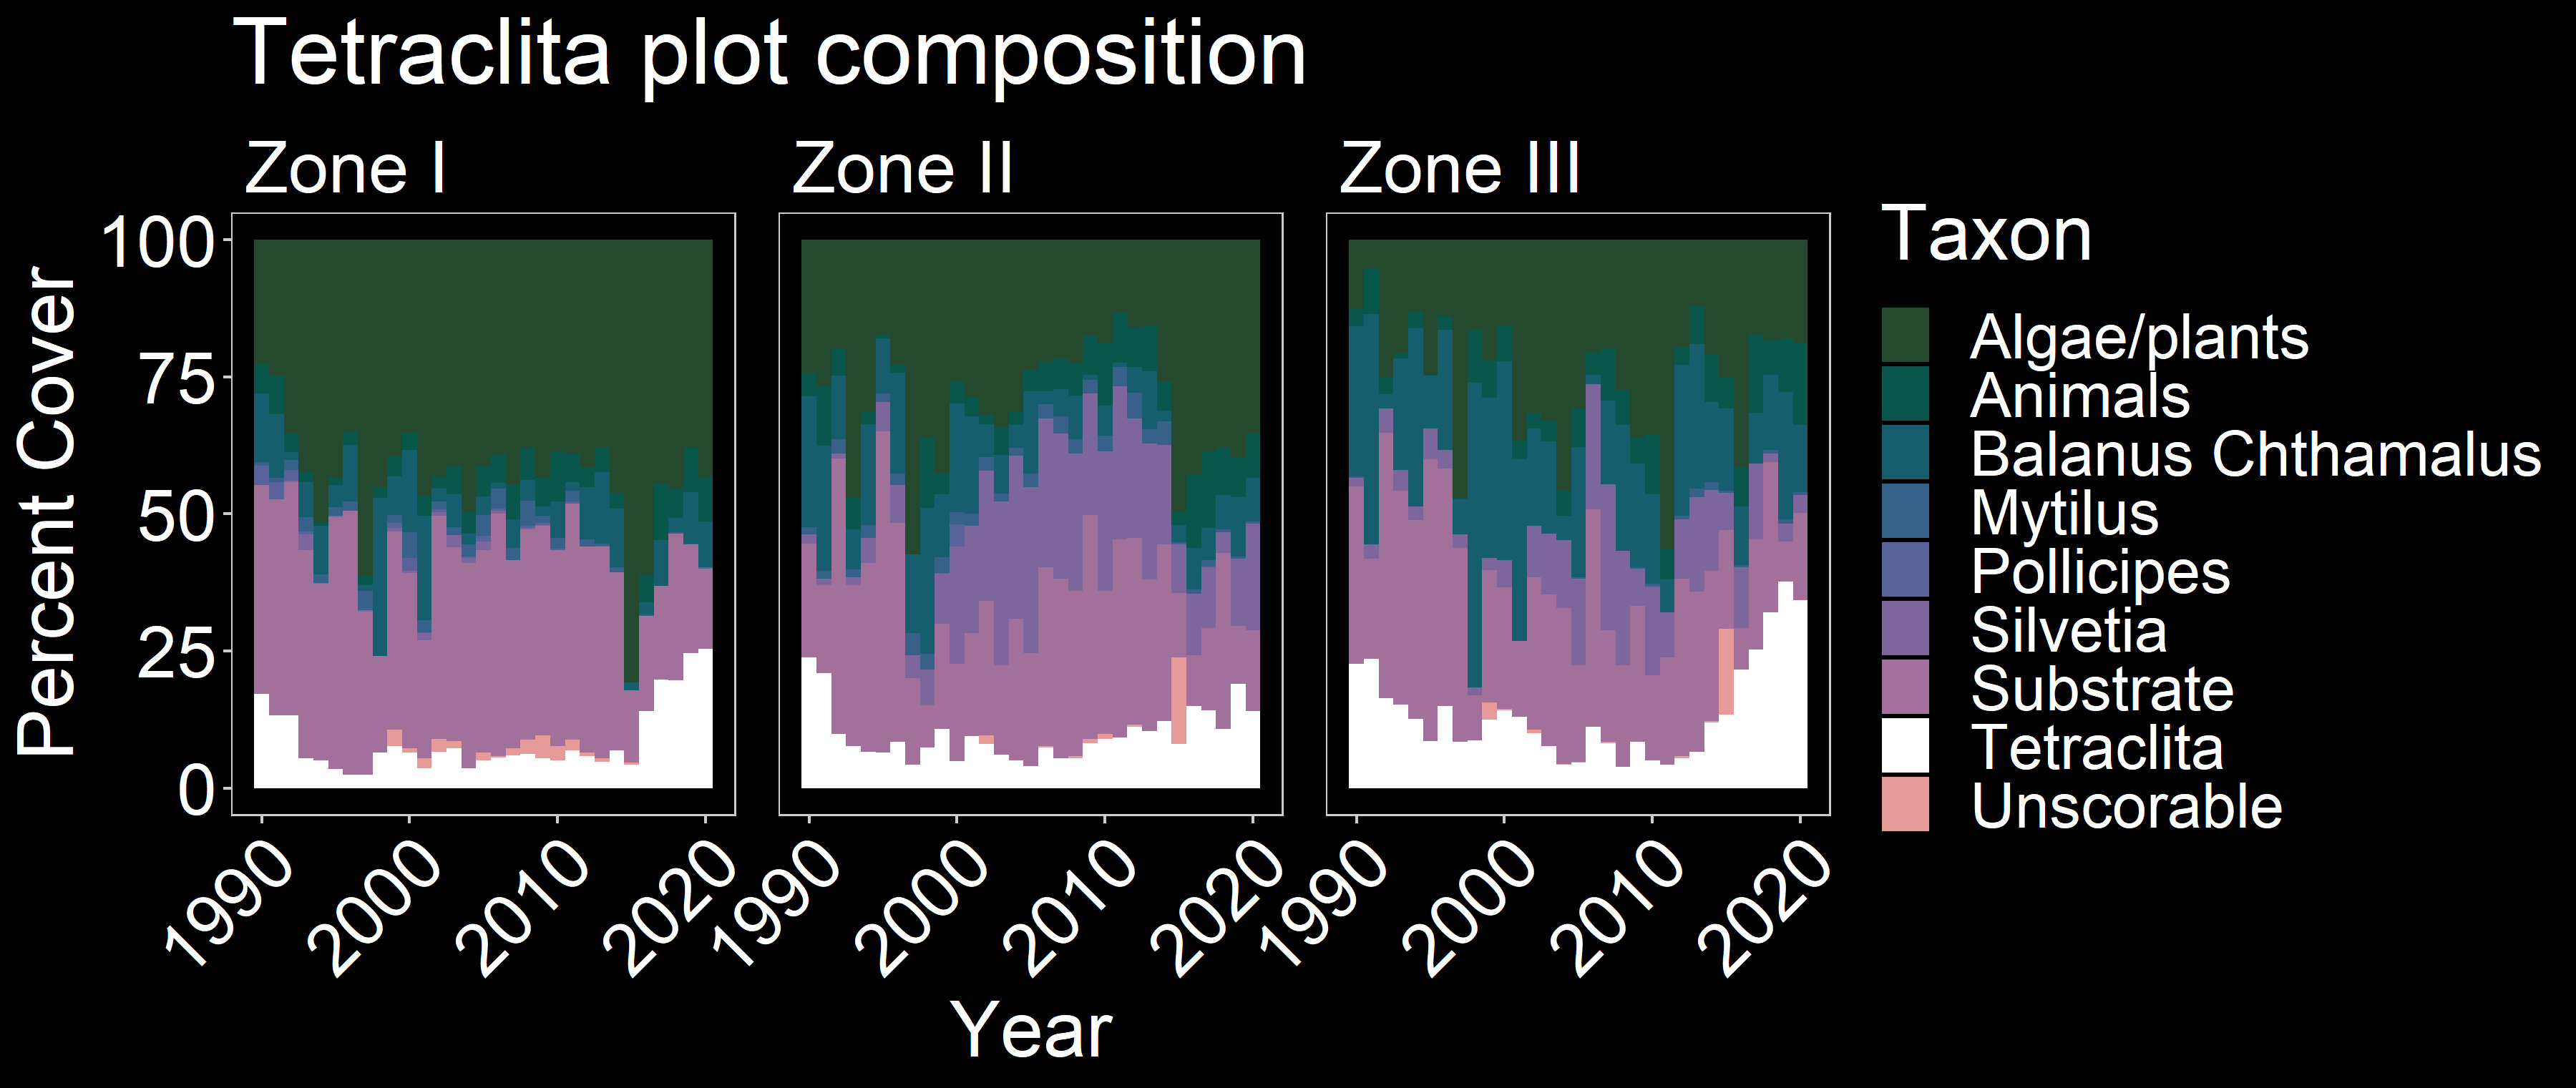 Tetraclita plot composition
Zone I
Zone II
Zone III
Percent Cover
100
75
50
25
0
1990
2000
2010
2020
1990
2000
2010
2020
1990
2000
2010
2020
Year
Taxon
Algae/plants
Animals
Balanus Chthamalus
Mytilus
Pollicipes
Silvetia
Substrate
Tetraclita
Unscorable